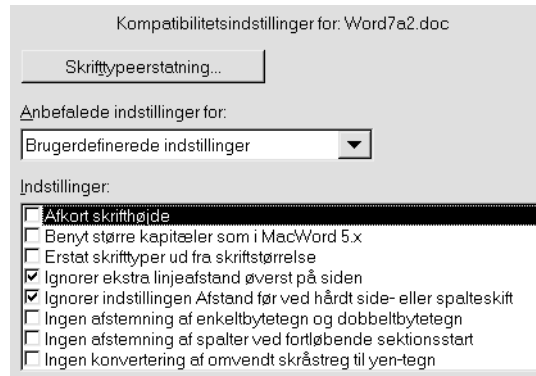 Kompatibilitetsindstillinger for: Word7a2.doc
Skrifttypeerstatning...
Anbefalede indstillinger for:
Brugerdefinerede indstillinger
Indstillinger:
Afkort skrifthøjde
Benyt større kapitæler som i MacWord 5.x
Erstat skrifttyper ud fra skriftstørrelse
Ignorer ekstra linjeafstand øverst på siden
Ignorer indstillingen Afstand før ved hårdt side- eller spalteskift
Ingen afstemning af enkeltbytetegn og dobbeltbytetegn
Ingen afstemning af spalter ved fortløbende sektionsstart
Ingen konvertering af omvendt skråstreg til yen-tegn